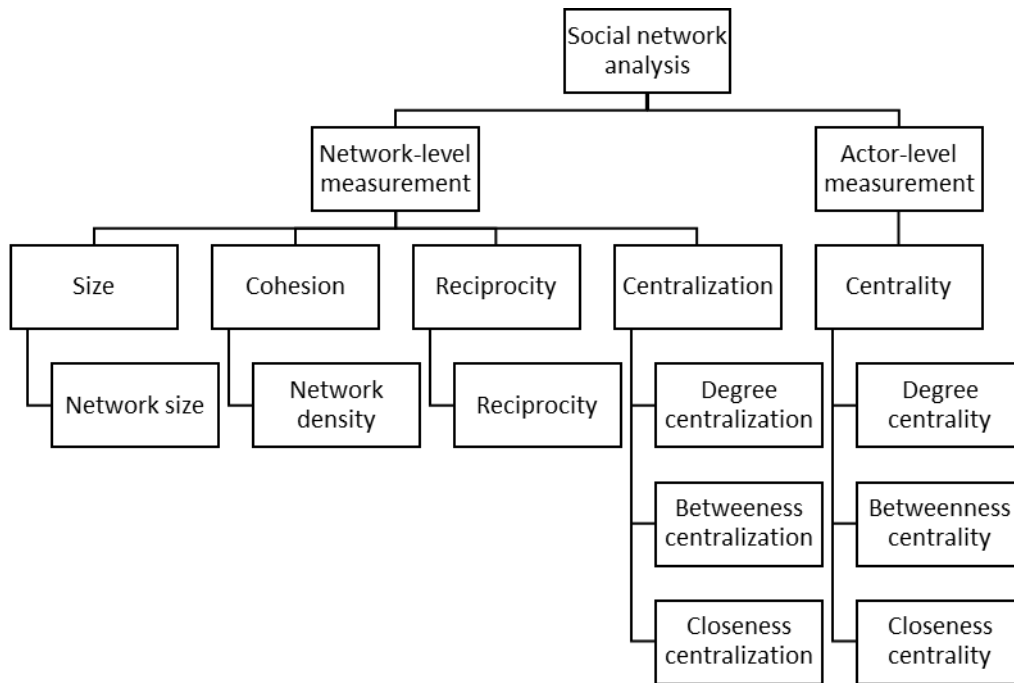 Social network
analysis
Network-level
measurement
Actor-level
measurement
Size
Cohesion
Reciprocity
Centralization
Centrality
Network size
Network
density
Reciprocity
Degree
centralization
Degree
centrality
Betweeness
centralization
Betweenness
centrality
Closeness
centralization
Closeness
centrality